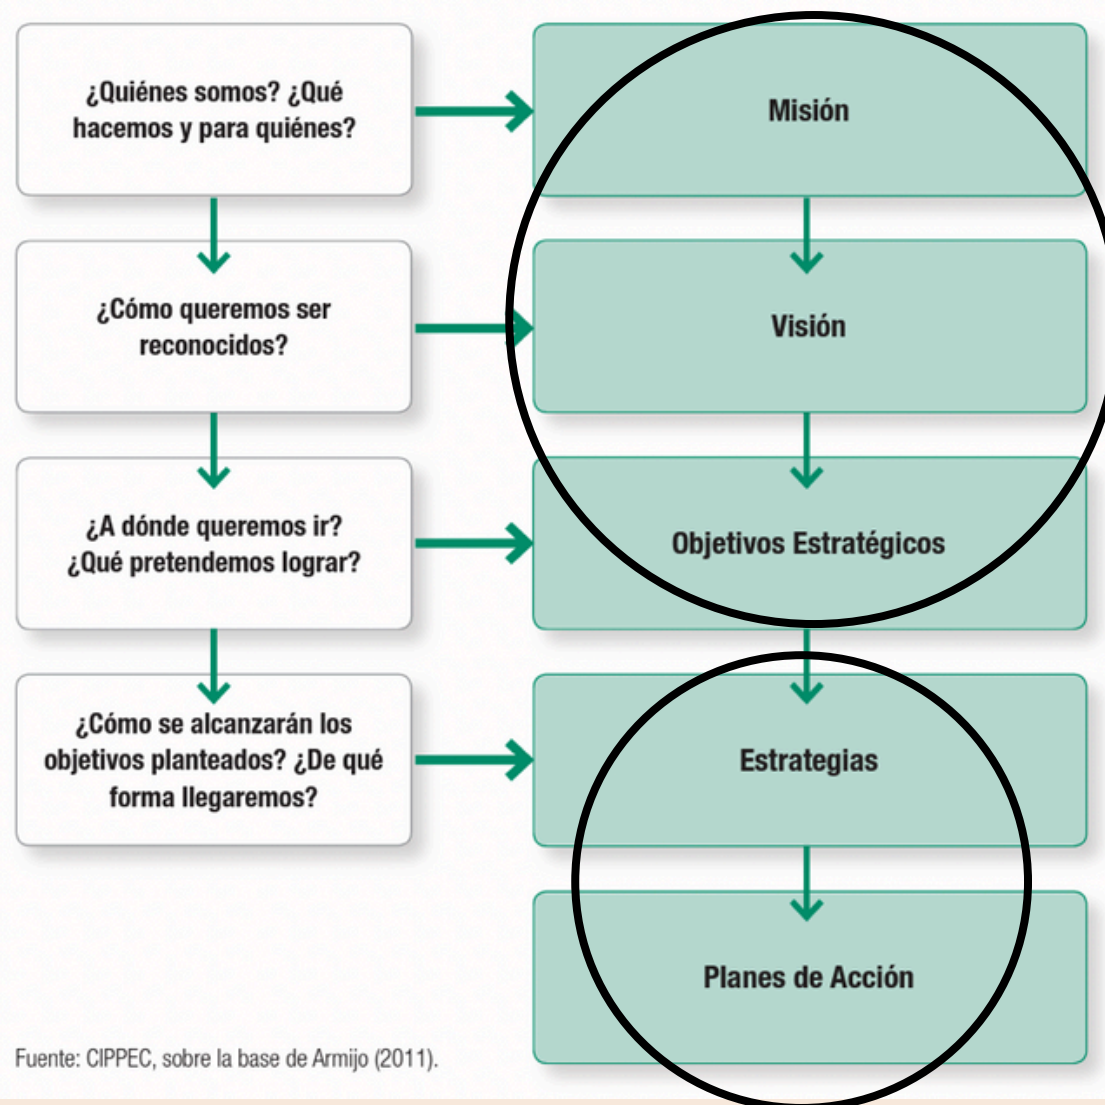 ¿Quiénes somos? ¿Qué
hacemos y para quiénes?
Misión
¿Cómo queremos ser
reconocidos?
Visión
¿A dónde queremos ir?
¿Qué pretendemos lograr?
Objetivos Estratégicos
¿Cómo se alcanzarán los
objetivos planteados? ¿De qué
forma llegaremos?
Estrategias
Planes de Acción
Fuente: CIPPEC, sobre la base de Armijo (2011).